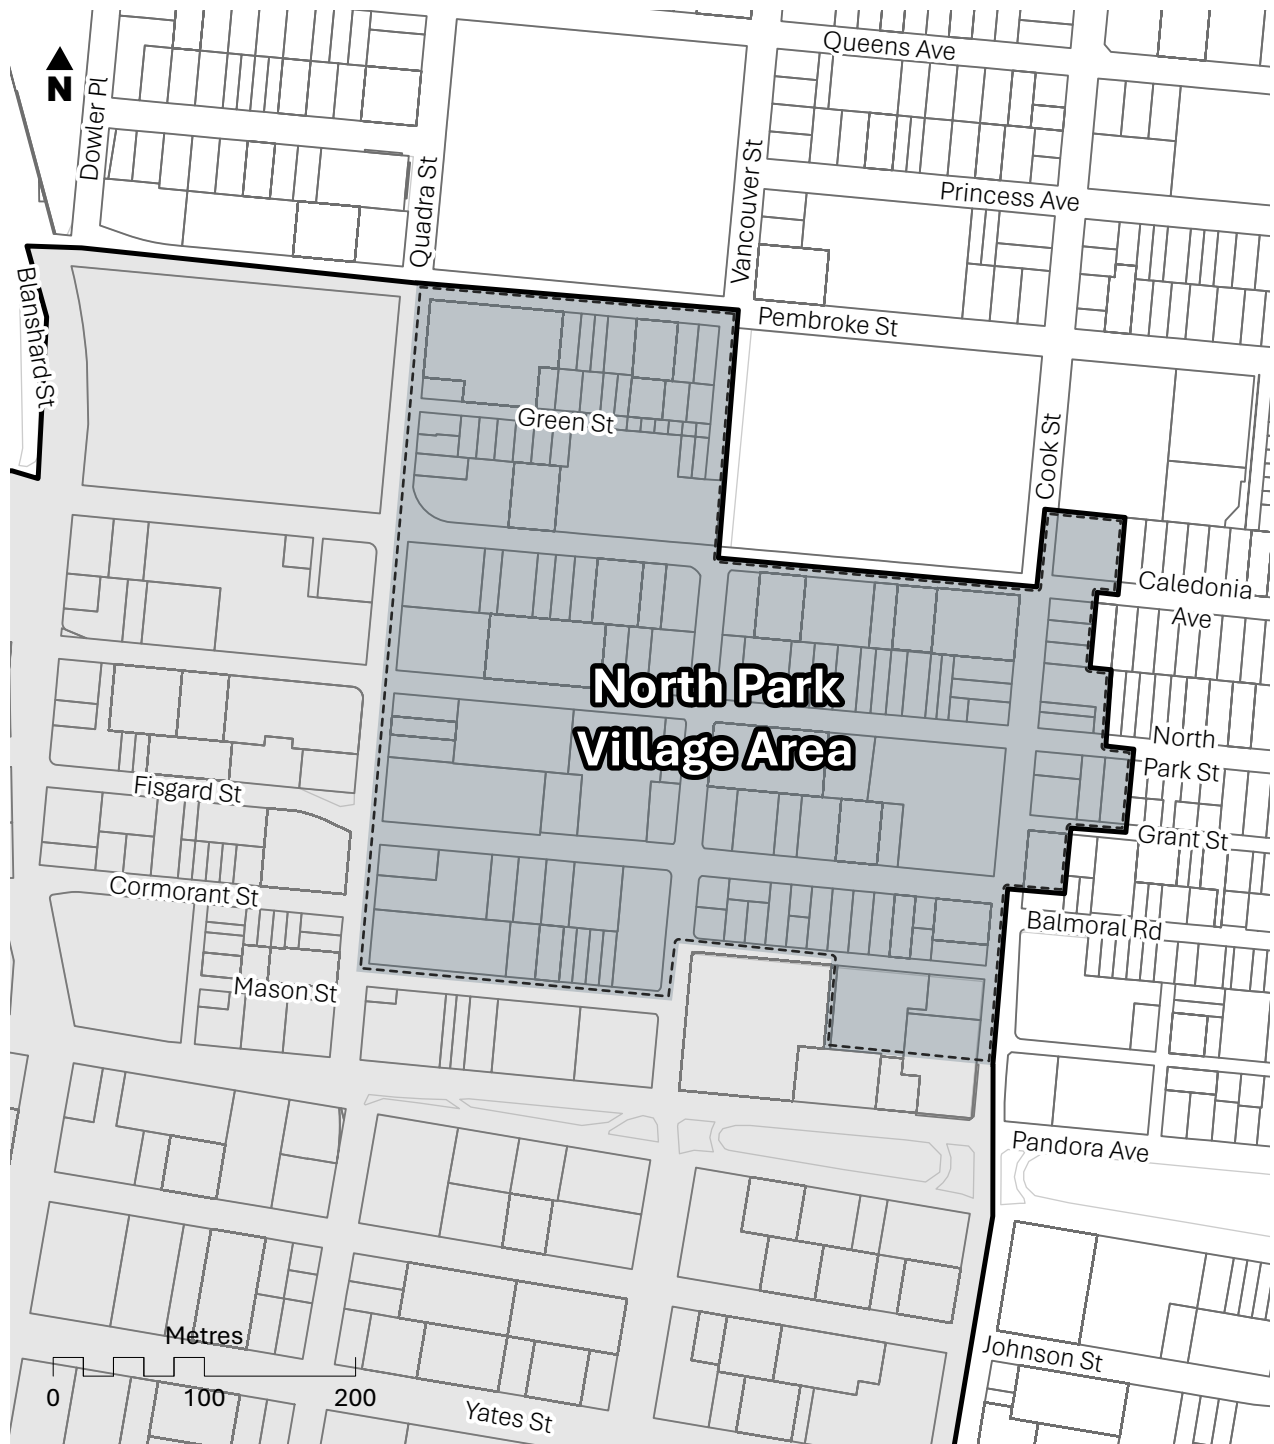 Queens Ave
N
Dowler Pl
Quadra St
Vancouver St
Princess Ave
Blanshard St
Pembroke St
Green St
Cook St
Caledonia
Ave
North Park
Village Area
North
Park St
Fisgard St
Grant St
Cormorant St
Balmoral Rd
Mason St
Pandora Ave
Metres
0 100 200
Johnson St
Yates St